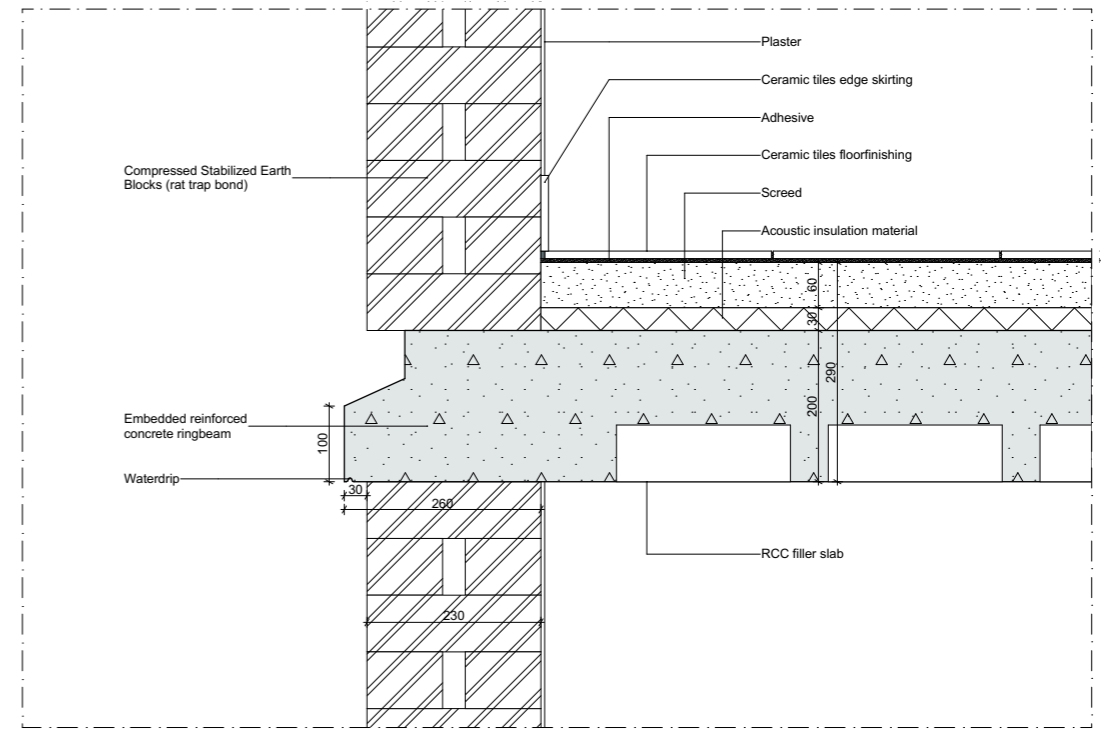 Plaster
Ceramic tiles edge skirting
Adhesive
Ceramic tiles floorfinishing
Compressed Stabilized Earth
Blocks (rat trap bond)
Screed
Acoustic insulation material
60
30
290
200
Embedded reinforced
concrete ringbeam
100
Waterdrip
30
260
RCC filler slab
230